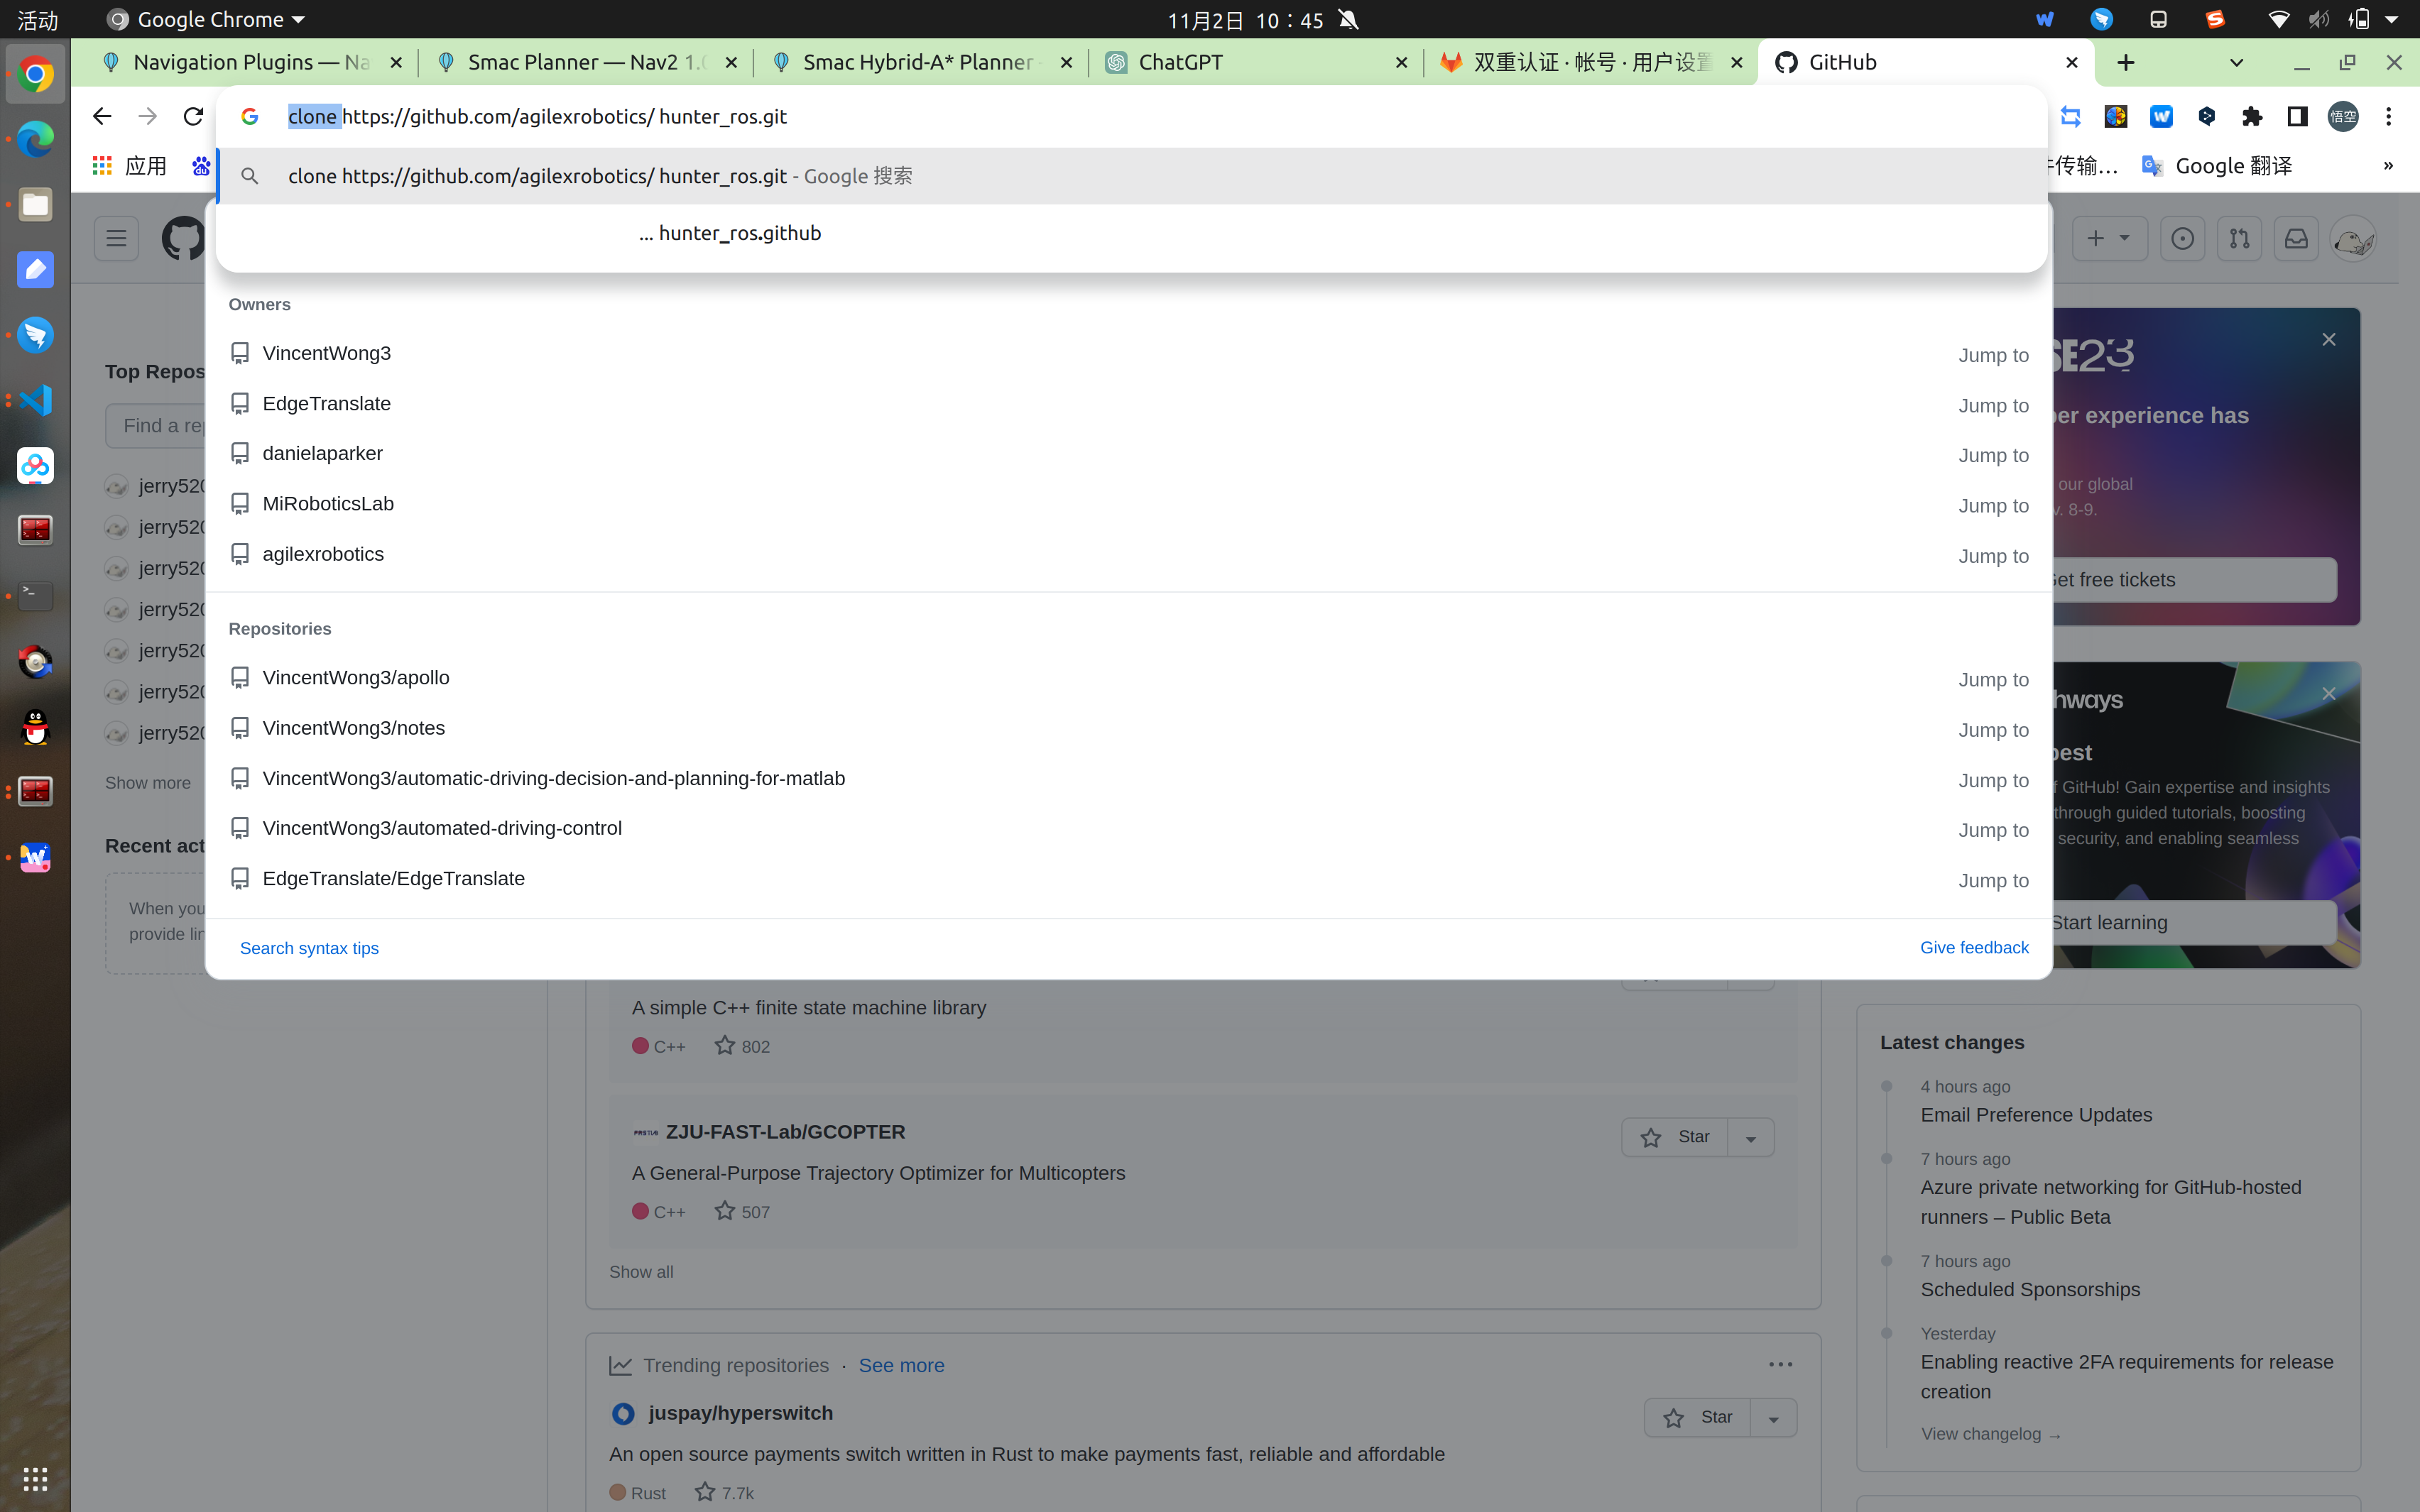 活动 Google Chrome 11月2日 10：45
Navigation Plugins — Na Smac Planner — Nav2 1.0 Smac Hybrid-A* Planner ChatGPT 双重认证 · 帐号 · 用户设置 GitHub
clone https://github.com/agilexrobotics/ hunter_ros.git
悟空
应用
clone https://github.com/agilexrobotics/ hunter_ros.git - Google 搜索
件传输… Google 翻译 »
... hunter_ros.github
Owners
VincentWong3 Jump to
EdgeTranslate Jump to
danielaparker Jump to
MiRoboticsLab Jump to
agilexrobotics Jump to
Repositories
VincentWong3/apollo Jump to
VincentWong3/notes Jump to
VincentWong3/automatic-driving-decision-and-planning-for-matlab Jump to
VincentWong3/automated-driving-control Jump to
EdgeTranslate/EdgeTranslate Jump to
Search syntax tips Give feedback
Top Repos
Find a rep
jerry520
jerry520
jerry520
jerry520
jerry520
jerry520
jerry520
Show more
Recent act
When you
provide lin
SE23
per experience has
our global
v. 8-9.
Get free tickets
hways
best
f GitHub! Gain expertise and insights
through guided tutorials, boosting
security, and enabling seamless
Start learning
A simple C++ finite state machine library
C++ 802
ZJU-FAST-Lab/GCOPTER Star
A General-Purpose Trajectory Optimizer for Multicopters
C++ 507
Show all
Trending repositories · See more
juspay/hyperswitch Star
An open source payments switch written in Rust to make payments fast, reliable and affordable
Rust 7.7k
Latest changes
4 hours ago
Email Preference Updates
7 hours ago
Azure private networking for GitHub-hosted
runners – Public Beta
7 hours ago
Scheduled Sponsorships
Yesterday
Enabling reactive 2FA requirements for release
creation
View changelog →